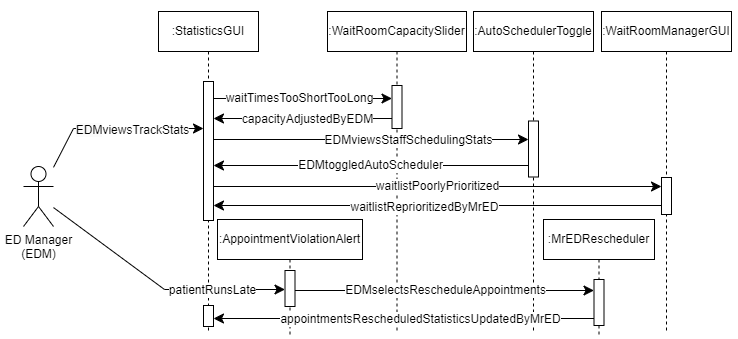 :StatisticsGUI
:WaitRoomCapacitySlider
:AutoSchedulerToggle
:WaitRoomManagerGUI
waitTimesTooShortTooLong
capacityAdjustedByEDM
EDMviewsTrackStats
EDMviewsStaffSchedulingStats
EDMtoggledAutoScheduler
waitlistPoorlyPrioritized
waitlistReprioritizedByMrED
ED Manager
(EDM)
:AppointmentViolationAlert
:MrEDRescheduler
patientRunsLate
EDMselectsRescheduleAppointments
appointmentsRescheduledStatisticsUpdatedByMrED